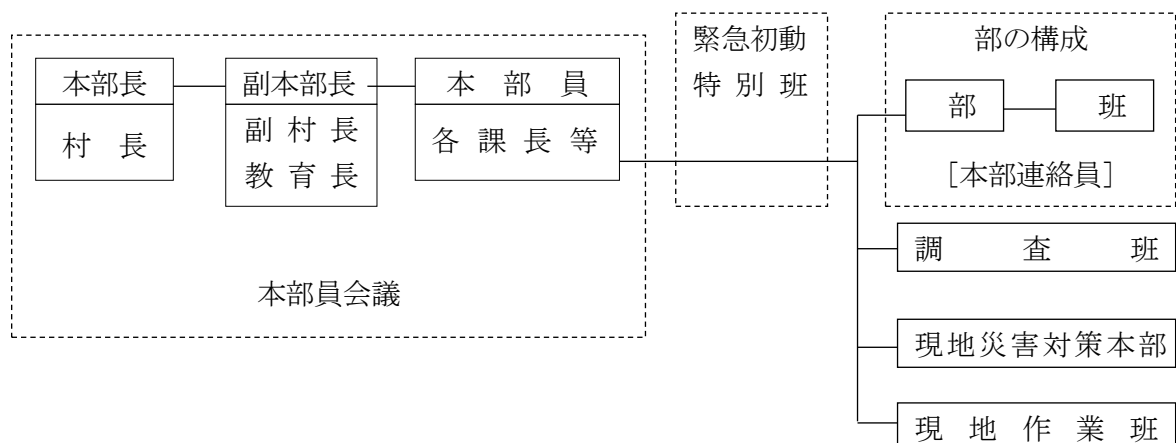 本部長
村長
副本部長
副村長
教育長
本部員
各課長等
本部員会議
緊急初動
特別班
部の構成
部
班
［本部連絡員］
調査班
現地災害対策本部
現地作業班